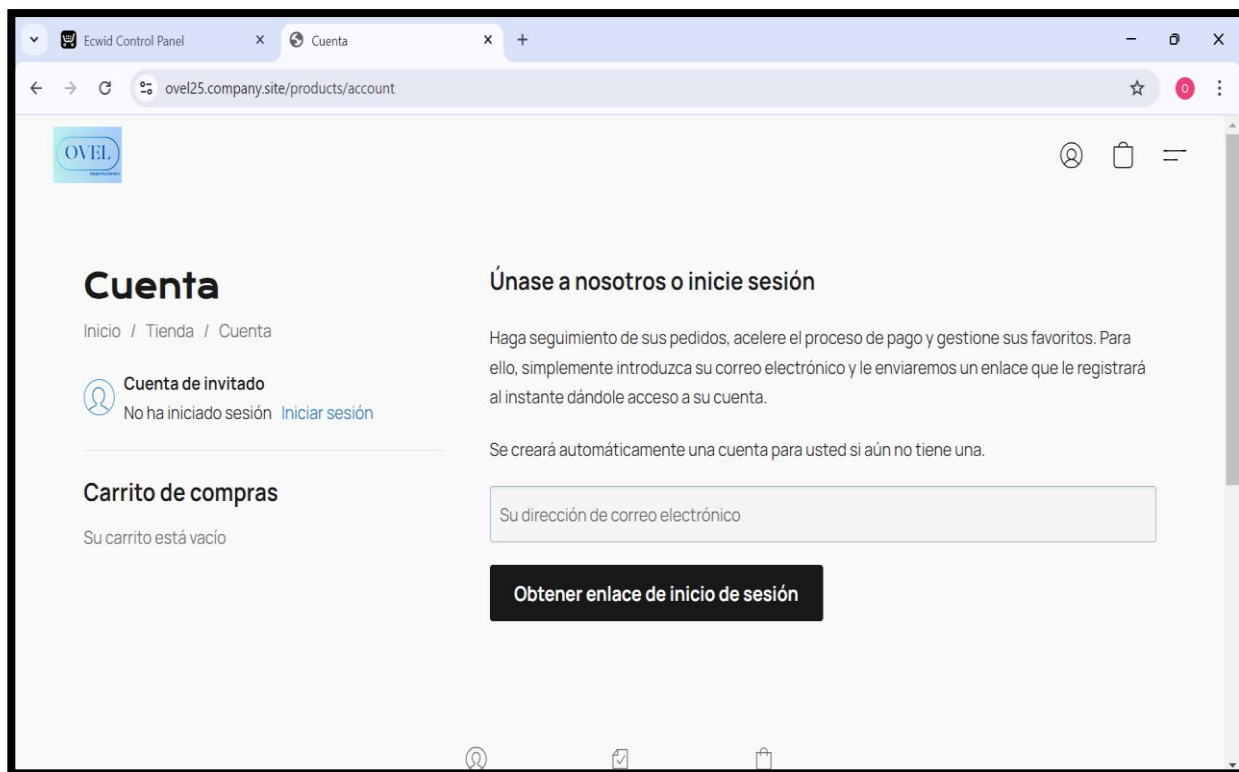 Ecwid Control Panel
Cuenta
ovel25.company.site/products/account
O
OVEL
Cuenta
Inicio / Tienda / Cuenta
Cuenta de invitado
No ha iniciado sesión Iniciar sesión
Carrito de compras
Su carrito está vacío
Únase a nosotros o inicie sesión
Haga seguimiento de sus pedidos, acelere el proceso de pago y gestione sus favoritos. Para
ello, simplemente introduzca su correo electrónico y le enviaremos un enlace que le registrará
al instante dándole acceso a su cuenta.
Se creará automáticamente una cuenta para usted si aún no tiene una.
Su dirección de correo electrónico
Obtener enlace de inicio de sesión